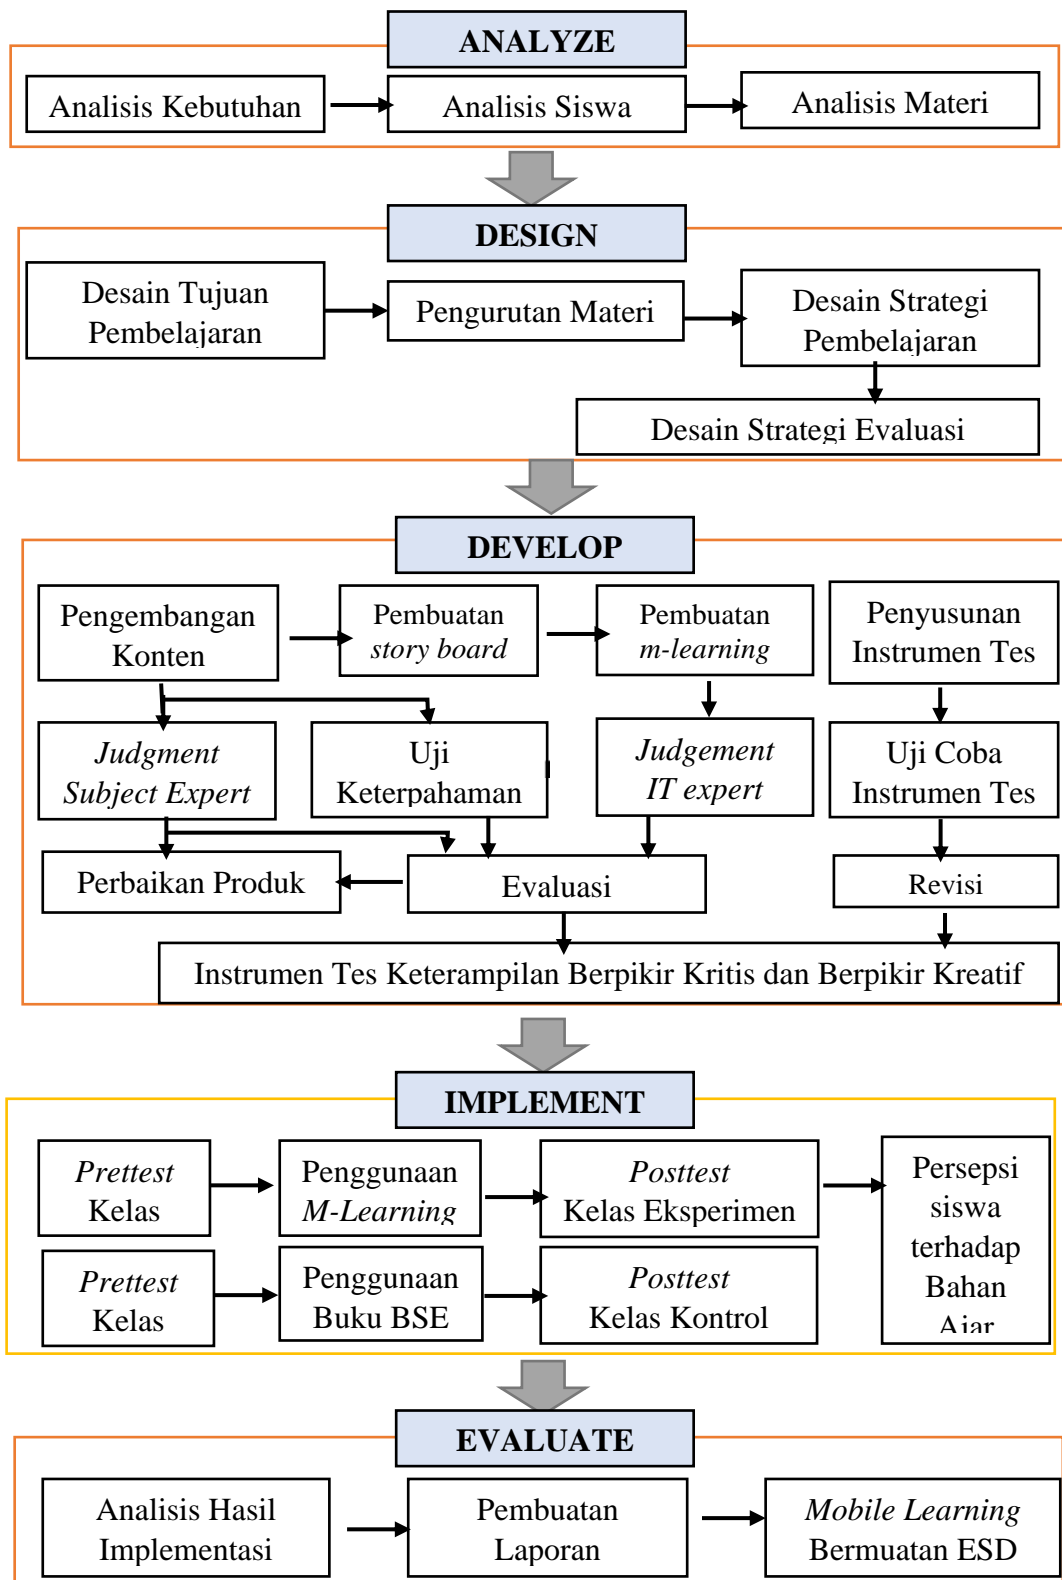 ANALYZE
Analisis Kebutuhan
Analisis Siswa
Analisis Materi
DESIGN
Desain Tujuan
Pembelajaran
Pengurutan Materi
Desain Strategi
Pembelajaran
Desain Strategi Evaluasi
DEVELOP
Pengembangan
Konten
Pembuatan
story board
Pembuatan
m-learning
Penyusunan
Instrumen Tes
Judgment
Subject Expert
Uji
Keterpahaman
Judgement
IT expert
Uji Coba
Instrumen Tes
Perbaikan Produk
Evaluasi
Revisi
Instrumen Tes Keterampilan Berpikir Kritis dan Berpikir Kreatif
IMPLEMENT
Prettest
Kelas
Penggunaan
M-Learning
Posttest
Kelas Eksperimen
Persepsi
siswa
terhadap
Bahan
Ajar
Prettest
Kelas
Penggunaan
Buku BSE
Posttest
Kelas Kontrol
EVALUATE
Analisis Hasil
Implementasi
Pembuatan
Laporan
Mobile Learning
Bermuatan ESD